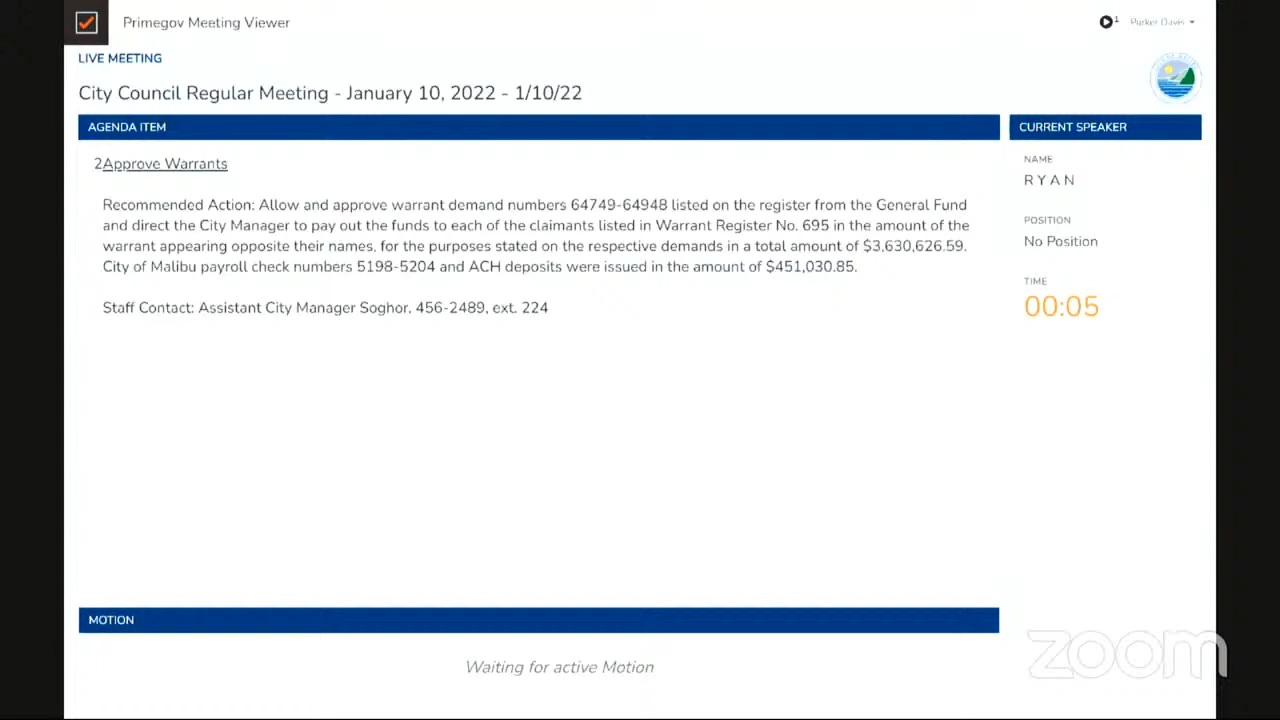 Primegov Meeting Viewer
1 Parker Davis
LIVE MEETING
City Council Regular Meeting - January 10, 2022 - 1/10/22
AGENDA ITEM
CURRENT SPEAKER
2Approve Warrants
Recommended Action: Allow and approve warrant demand numbers 64749-64948 listed on the register from the General Fund
and direct the City Manager to pay out the funds to each of the claimants listed in Warrant Register No. 695 in the amount of the
warrant appearing opposite their names, for the purposes stated on the respective demands in a total amount of $3,630,626.59.
City of Malibu payroll check numbers 5198-5204 and ACH deposits were issued in the amount of $451,030.85.
Staff Contact: Assistant City Manager Soghor, 456-2489, ext. 224
NAME
R Y A N
POSITION
No Position
TIME
00:05
MOTION
Waiting for active Motion
zoom